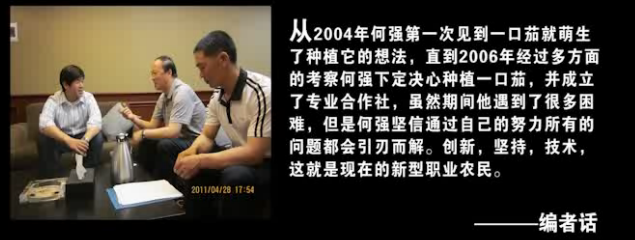 从2004年何强第一次见到一口茄就萌生
了种植它的想法，直到2006年经过多方面
的考察何强下定决心种植一口茄，并成立
了专业合作社，虽然期间他遇到了很多困
难，但是何强坚信通过自己的努力所有的
问题都会引刃而解。创新，坚持，技术，
这就是现在的新型职业农民。
———编者话
2011/04/28 17:54